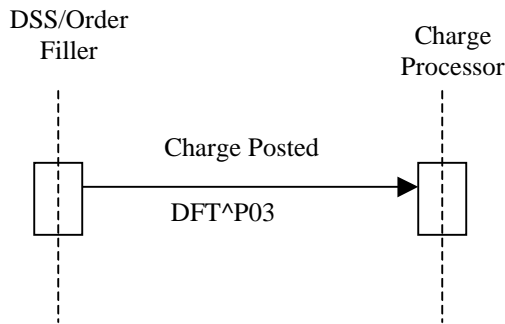 DSS/Order
Filler
Charge
Processor
Charge Posted
DFT^P03